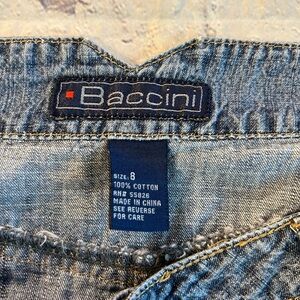 Baccini
SIZE: 8
100% COTTON
RN# 55826
MADE IN CHINA
SEE REVERSE
FOR CARE